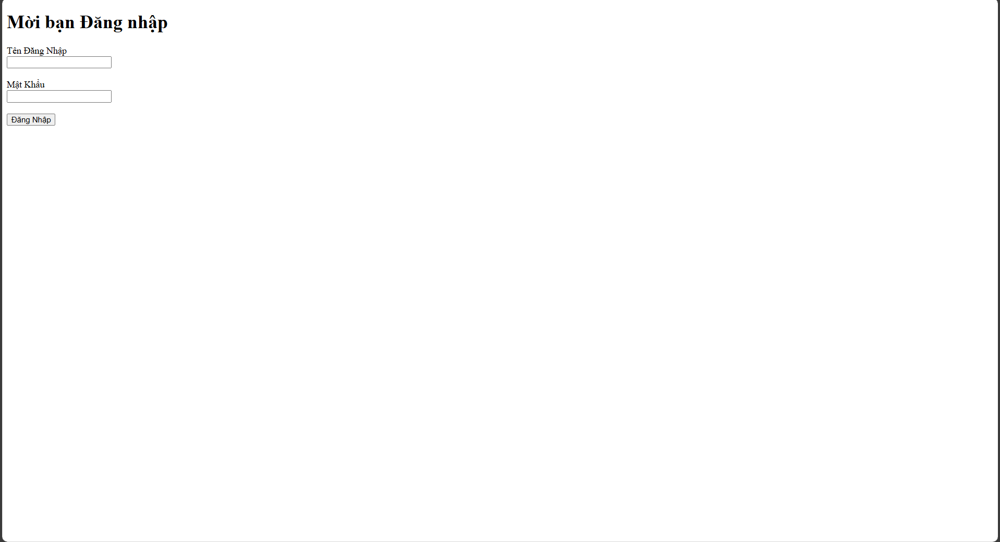 Mời bạn Đăng nhập
Tên Đăng Nhập
Mật Khẩu
Đăng Nhập